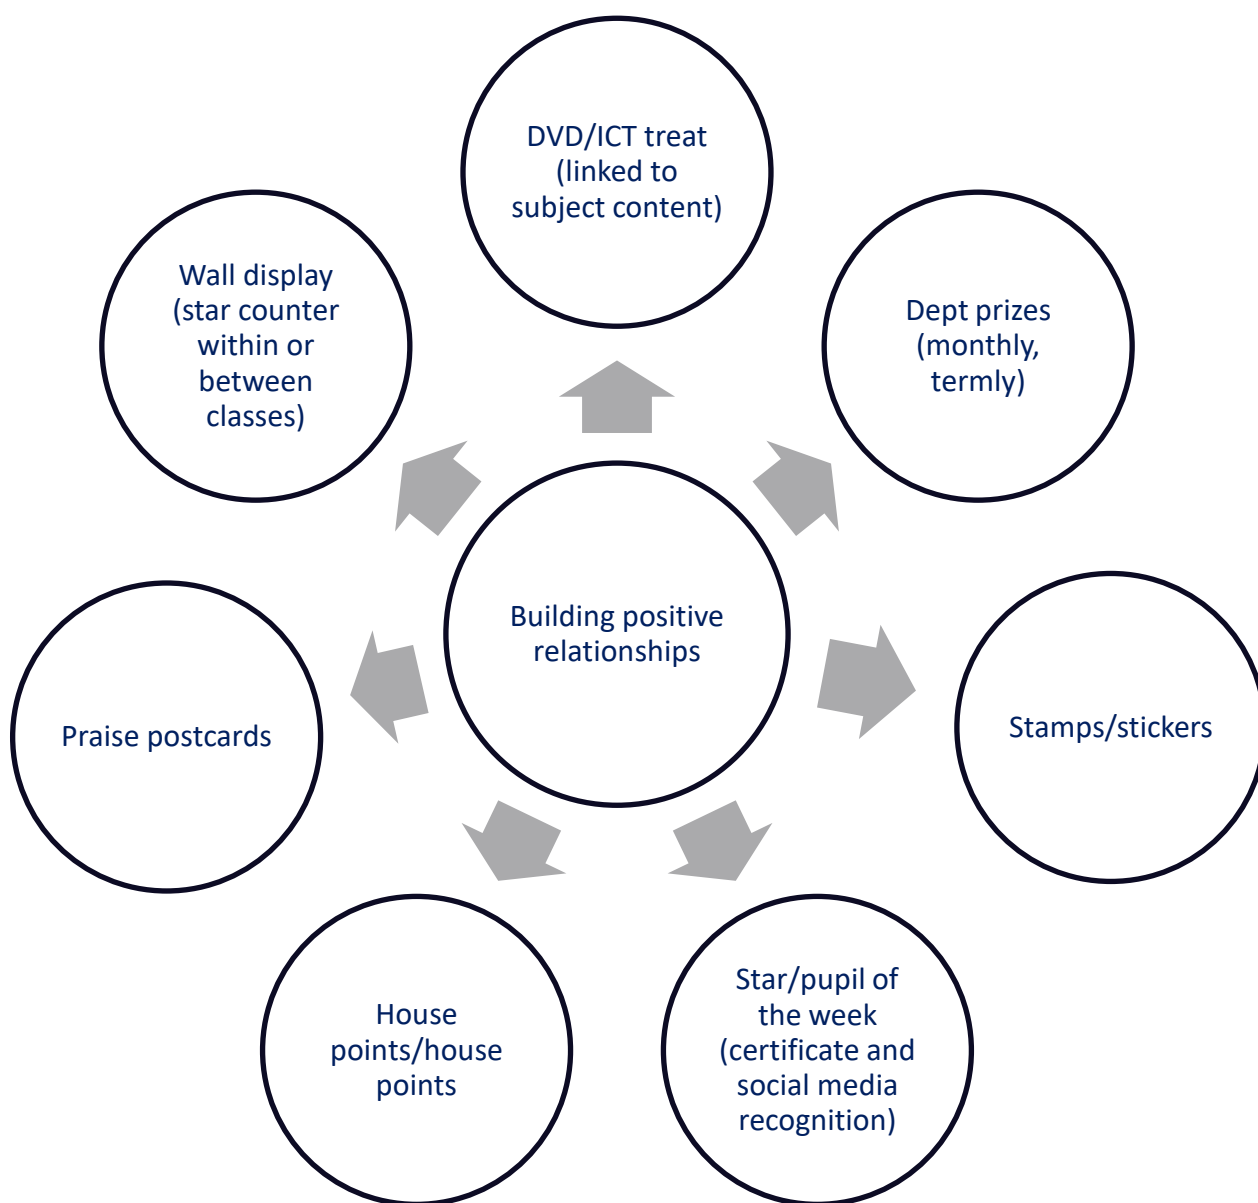 DVD/ICT treat
(linked to
subject content)
Dept prizes
(monthly,
termly)
Stamps/stickers
Star/pupil of
the week
(certificate and
social media
recognition)
House
points/house
points
Praise postcards
Wall display
(star counter
within or
between
classes)
Building positive
relationships